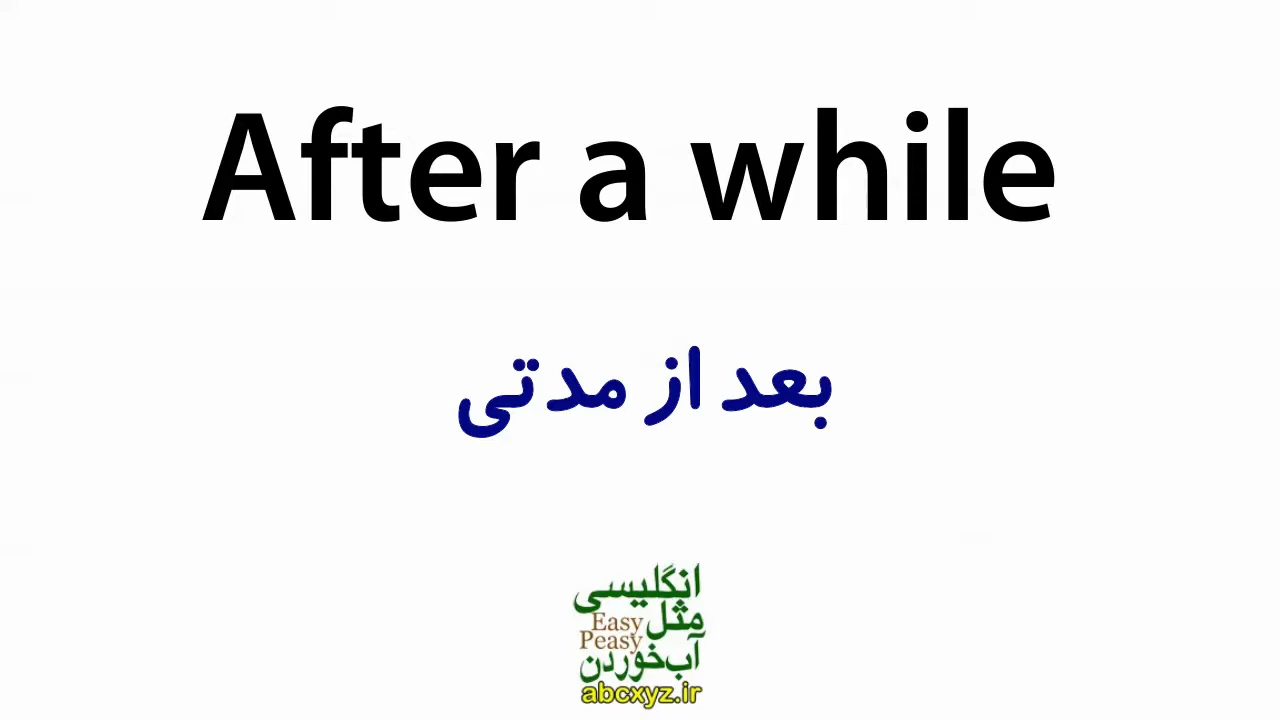 After a while
بعد از مدتی
انگلیسی
مثل
Easy
Peasy
آب‌خوردن
abcxyz.ir